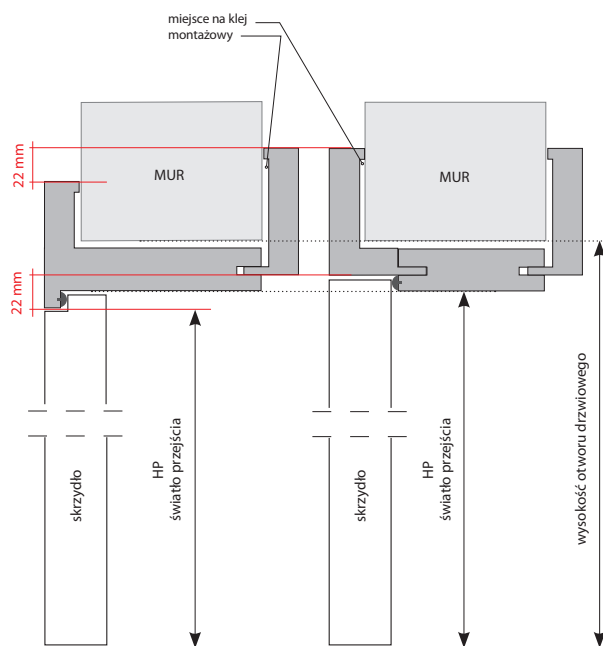 miejsce na klej
montażowy
22 mm
MUR
MUR
22 mm
skrzydło
HP
światło przejścia
skrzydło
HP
światło przejścia
wysokość otworu drzwiowego